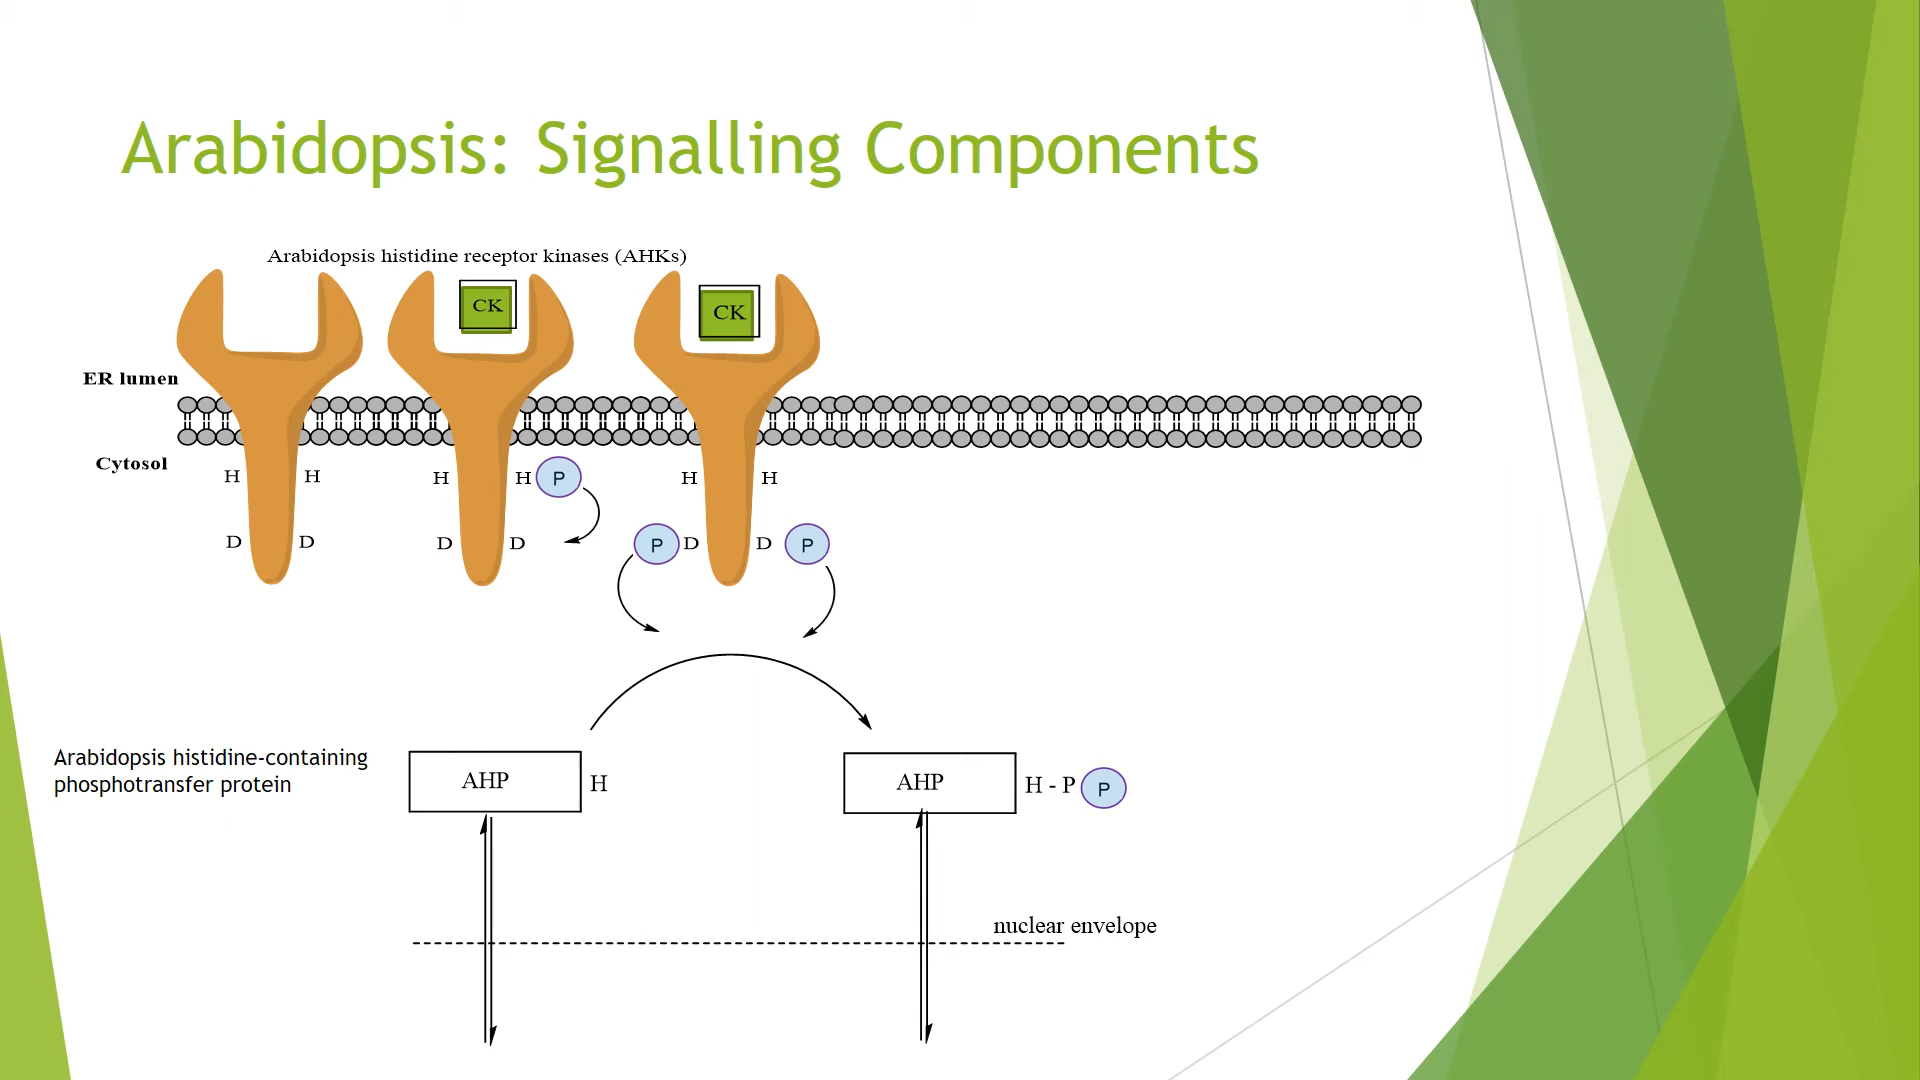 Arabidopsis: Signalling Components
Arabidopsis histidine receptor kinases (AHKs)
CK
CK
ER lumen
Cytosol
H H H H P H H
D D D D P D D P
Arabidopsis histidine-containing
phosphotransfer protein
AHP H
AHP H - P P
nuclear envelope